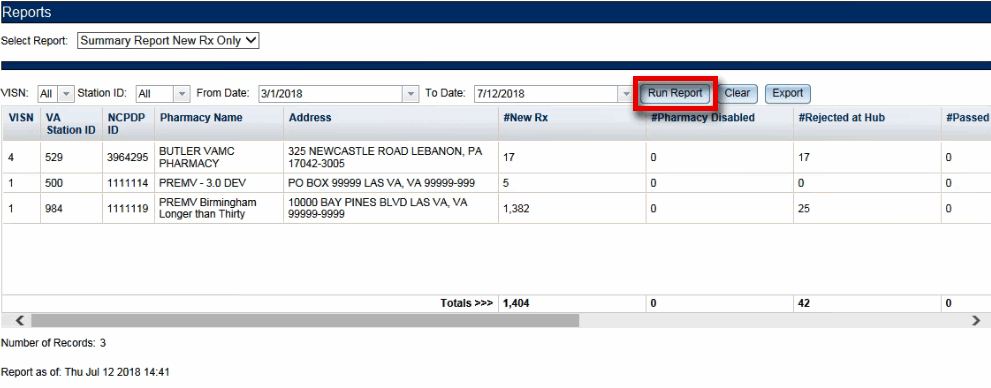 Reports
Select Report: Summary Report New Rx Only
VISN: All Station ID: All From Date: 3/1/2018 To Date: 7/12/2018 Run Report Clear Export
VISN VA Station ID NCPDP ID Pharmacy Name Address #New Rx #Pharmacy Disabled #Rejected at Hub #Passed
4 529 3964295 BUTLER VAMC PHARMACY 325 NEWCASTLE ROAD LEBANON, PA 17042-3005 17 0 17 0
1 500 1111114 PREMV - 3.0 DEV PO BOX 99999 LAS VA, VA 99999-999 5 0 0 0
1 984 1111119 PREMV Birmingham Longer than Thirty 10000 BAY PINES BLVD LAS VA, VA 99999-9999 1,382 0 25 0
Totals >>> 1,404 0 42 0
Number of Records: 3
Report as of: Thu Jul 12 2018 14:41